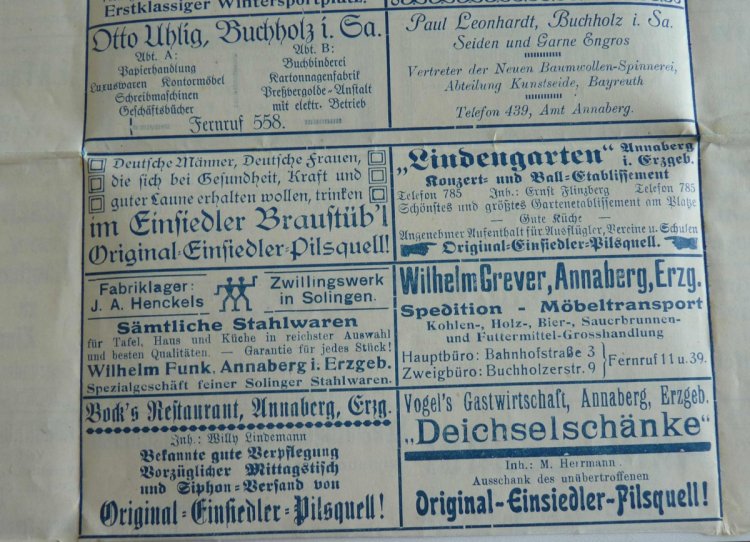 Erstklassiger Wintersportplatz.
Otto Uhlig, Buchholz i. Sa.
Abt. A:
Papierhandlung
Luxuswaren Kontormöbel
Schreibmaschinen
Geschäftsbücher
Abt. B:
Buchbinderei
Kartonnagenfabrik
Preßvergolde-Anstalt
mit elektr. Betrieb
Fernruf 558.
Paul Leonhardt, Buchholz i. Sa.
Seiden und Garne Engros
Vertreter der Neuen Baumwollen-Spinnerei,
Abteilung Kunstseide, Bayreuth
Telefon 439, Amt Annaberg.
Deutsche Männer, Deutsche Frauen,
die sich bei Gesundheit, Kraft und
guter Laune erhalten wollen, trinken
im Einsiedler Braustüb'l
Original-Einsiedler-Pilsquell!
„Lindengarten“ Annaberg
i. Erzgeb.
Konzert- und Ball-Etablissement
Telefon 785 Inh.: Ernst Flinzberg Telefon 785
Schönstes und größtes Gartenetablissement am Platze
— Gute Küche —
Angenehmer Aufenthalt für Ausflügler, Vereine u. Schulen
Original-Einsiedler-Pilsquell.
Fabriklager:
J. A. Henckels
Zwillingswerk
in Solingen.
Sämtliche Stahlwaren
für Tafel, Haus und Küche in reichster Auswahl
und besten Qualitäten. — Garantie für jedes Stück!
Wilhelm Funk, Annaberg i. Erzgeb.
Spezialgeschäft feiner Solinger Stahlwaren.
Wilhelm Grever, Annaberg, Erzg.
Spedition - Möbeltransport
Kohlen-, Holz-, Bier-, Sauerbrunnen-
und Futtermittel-Grosshandlung
Hauptbüro: Bahnhofstraße 3
Zweigbüro: Buchholzerstr. 9
Fernruf 11 u. 39.
Bock's Restaurant, Annaberg, Erzg.
Inh.: Willy Lindemann
Bekannte gute Verpflegung
Vorzüglicher Mittagstisch
und Siphon-Versand von
Original-Einsiedler-Pilsquell!
Vogel's Gastwirtschaft, Annaberg, Erzgeb.
„Deichselschänke“
Inh.: M. Herrmann
Ausschank des unübertroffenen
Original-Einsiedler-Pilsquell!